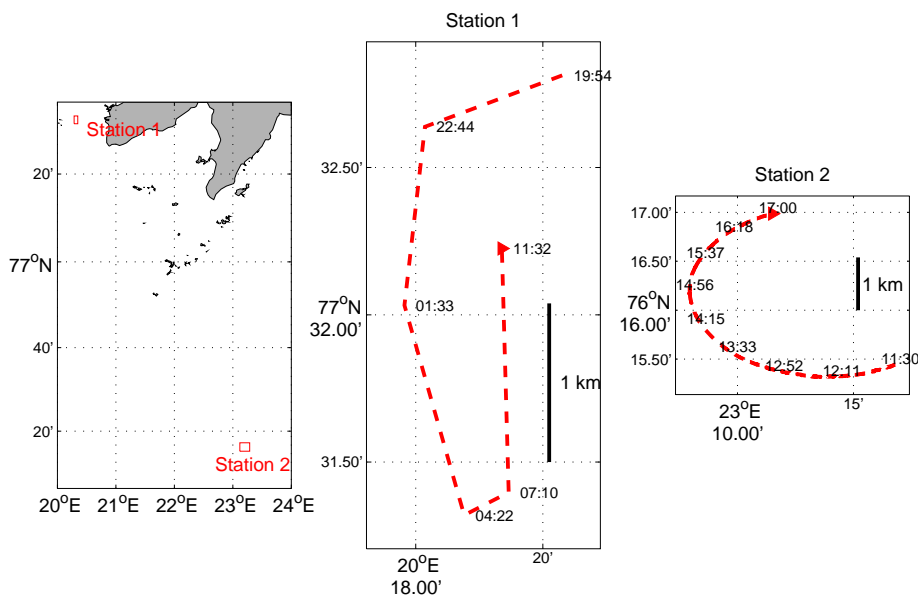 Station 1
20'
77°N
40'
20'
Station 2
20°E 21°E 22°E 23°E 24°E
Station 1
19:54
22:44
32.50'
11:32
77°N
32.00'
01:33
1 km
31.50'
07:10
04:22
20°E
18.00'
20'
Station 2
17.00'
17:00
16:18
16.50'
15:37
14:56
1 km
76°N
16.00'
14:15
13:33
15.50'
12:52
12:11
11:30
23°E
10.00'
15'